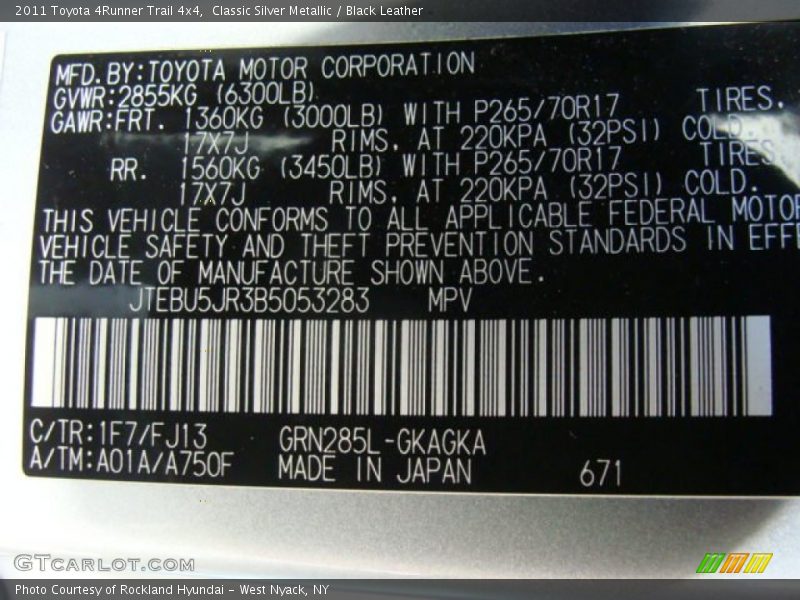 2011 Toyota 4Runner Trail 4x4,  Classic Silver Metallic / Black Leather
MFD. BY: TOYOTA MOTOR CORPORATION
GVWR: 2855KG (6300LB)
GAWR: FRT. 1360KG (3000LB) WITH P265/70R17 TIRES.
17X7J RIMS. AT 220KPA (32PSI) COLD.
RR. 1560KG (3450LB) WITH P265/70R17 TIRES
17X7J RIMS. AT 220KPA (32PSI) COLD.
THIS VEHICLE CONFORMS TO ALL APPLICABLE FEDERAL MOTOR
VEHICLE SAFETY AND THEFT PREVENTION STANDARDS IN EFF
THE DATE OF MANUFACTURE SHOWN ABOVE.
JTEBU5JR3B5053283 MPV
C/TR: 1F7/FJ13 GRN285L-GKAGKA
A/TM: A01A/A750F MADE IN JAPAN 671
GTCARLOT.COM
Photo Courtesy of Rockland Hyundai - West Nyack, NY